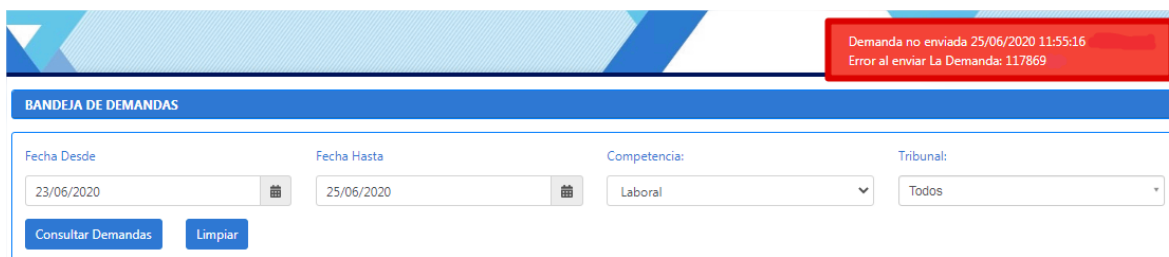 Demanda no enviada 25/06/2020 11:55:16
Error al enviar La Demanda: 117869
BANDEJA DE DEMANDAS
Fecha Desde
Fecha Hasta
Competencia:
Tribunal:
23/06/2020
25/06/2020
Laboral
Todos
Consultar Demandas
Limpiar